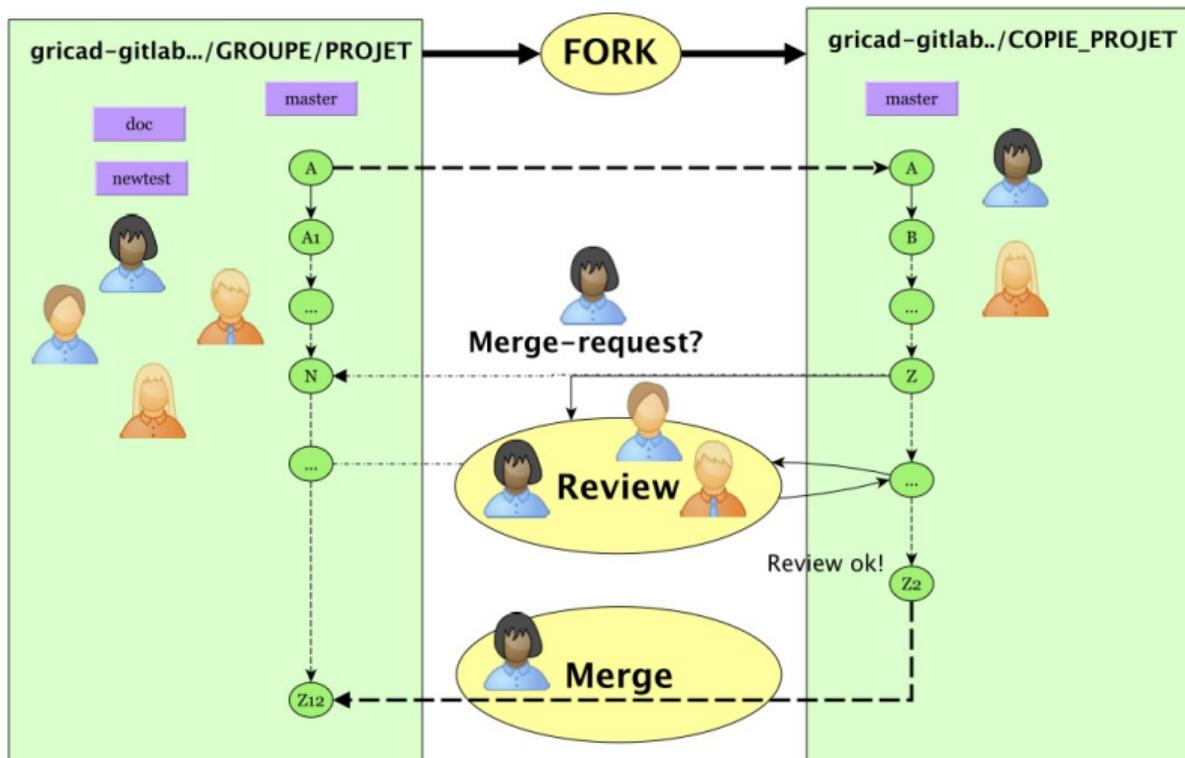 gricad-gitlab.../GROUPE/PROJET
FORK
gricad-gitlab../COPIE_PROJET
master
doc
newtest
master
A
A
A1
B
...
...
Merge-request?
N
Z
...
Review
...
Review ok!
Z2
Merge
Z12